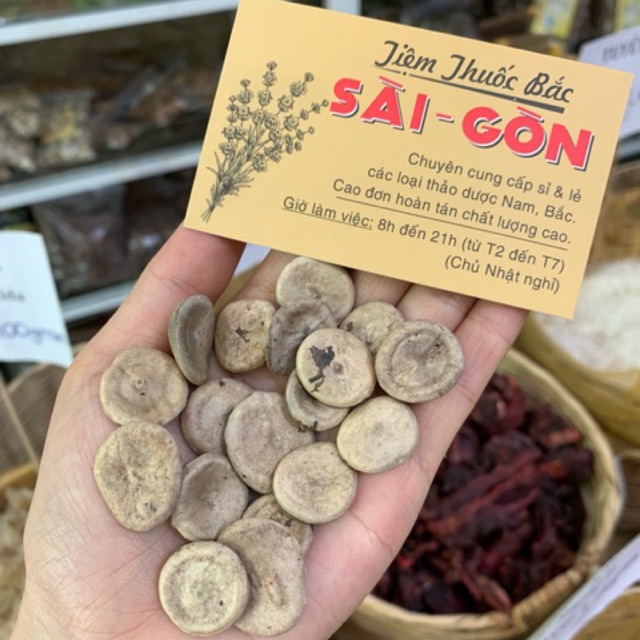 Tiệm Thuốc Bắc
SÀI-GÒN
Chuyên cung cấp sỉ & lẻ
các loại thảo dược Nam, Bắc.
Cao đơn hoàn tán chất lượng cao.
Giờ làm việc: 8h đến 21h (từ T2 đến T7)
(Chủ Nhật nghỉ)